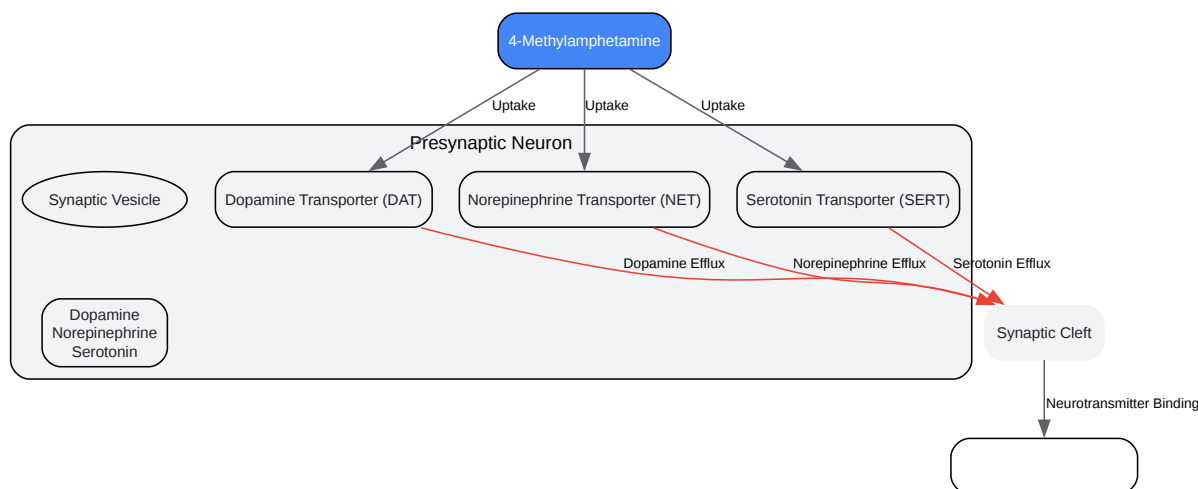 4-Methylamphetamine
Uptake
Uptake
Uptake
Presynaptic Neuron
Synaptic Vesicle
Dopamine Transporter (DAT)
Norepinephrine Transporter (NET)
Serotonin Transporter (SERT)
Dopamine Efflux
Norepinephrine Efflux
Serotonin Efflux
Dopamine
Norepinephrine
Serotonin
Synaptic Cleft
Neurotransmitter Binding